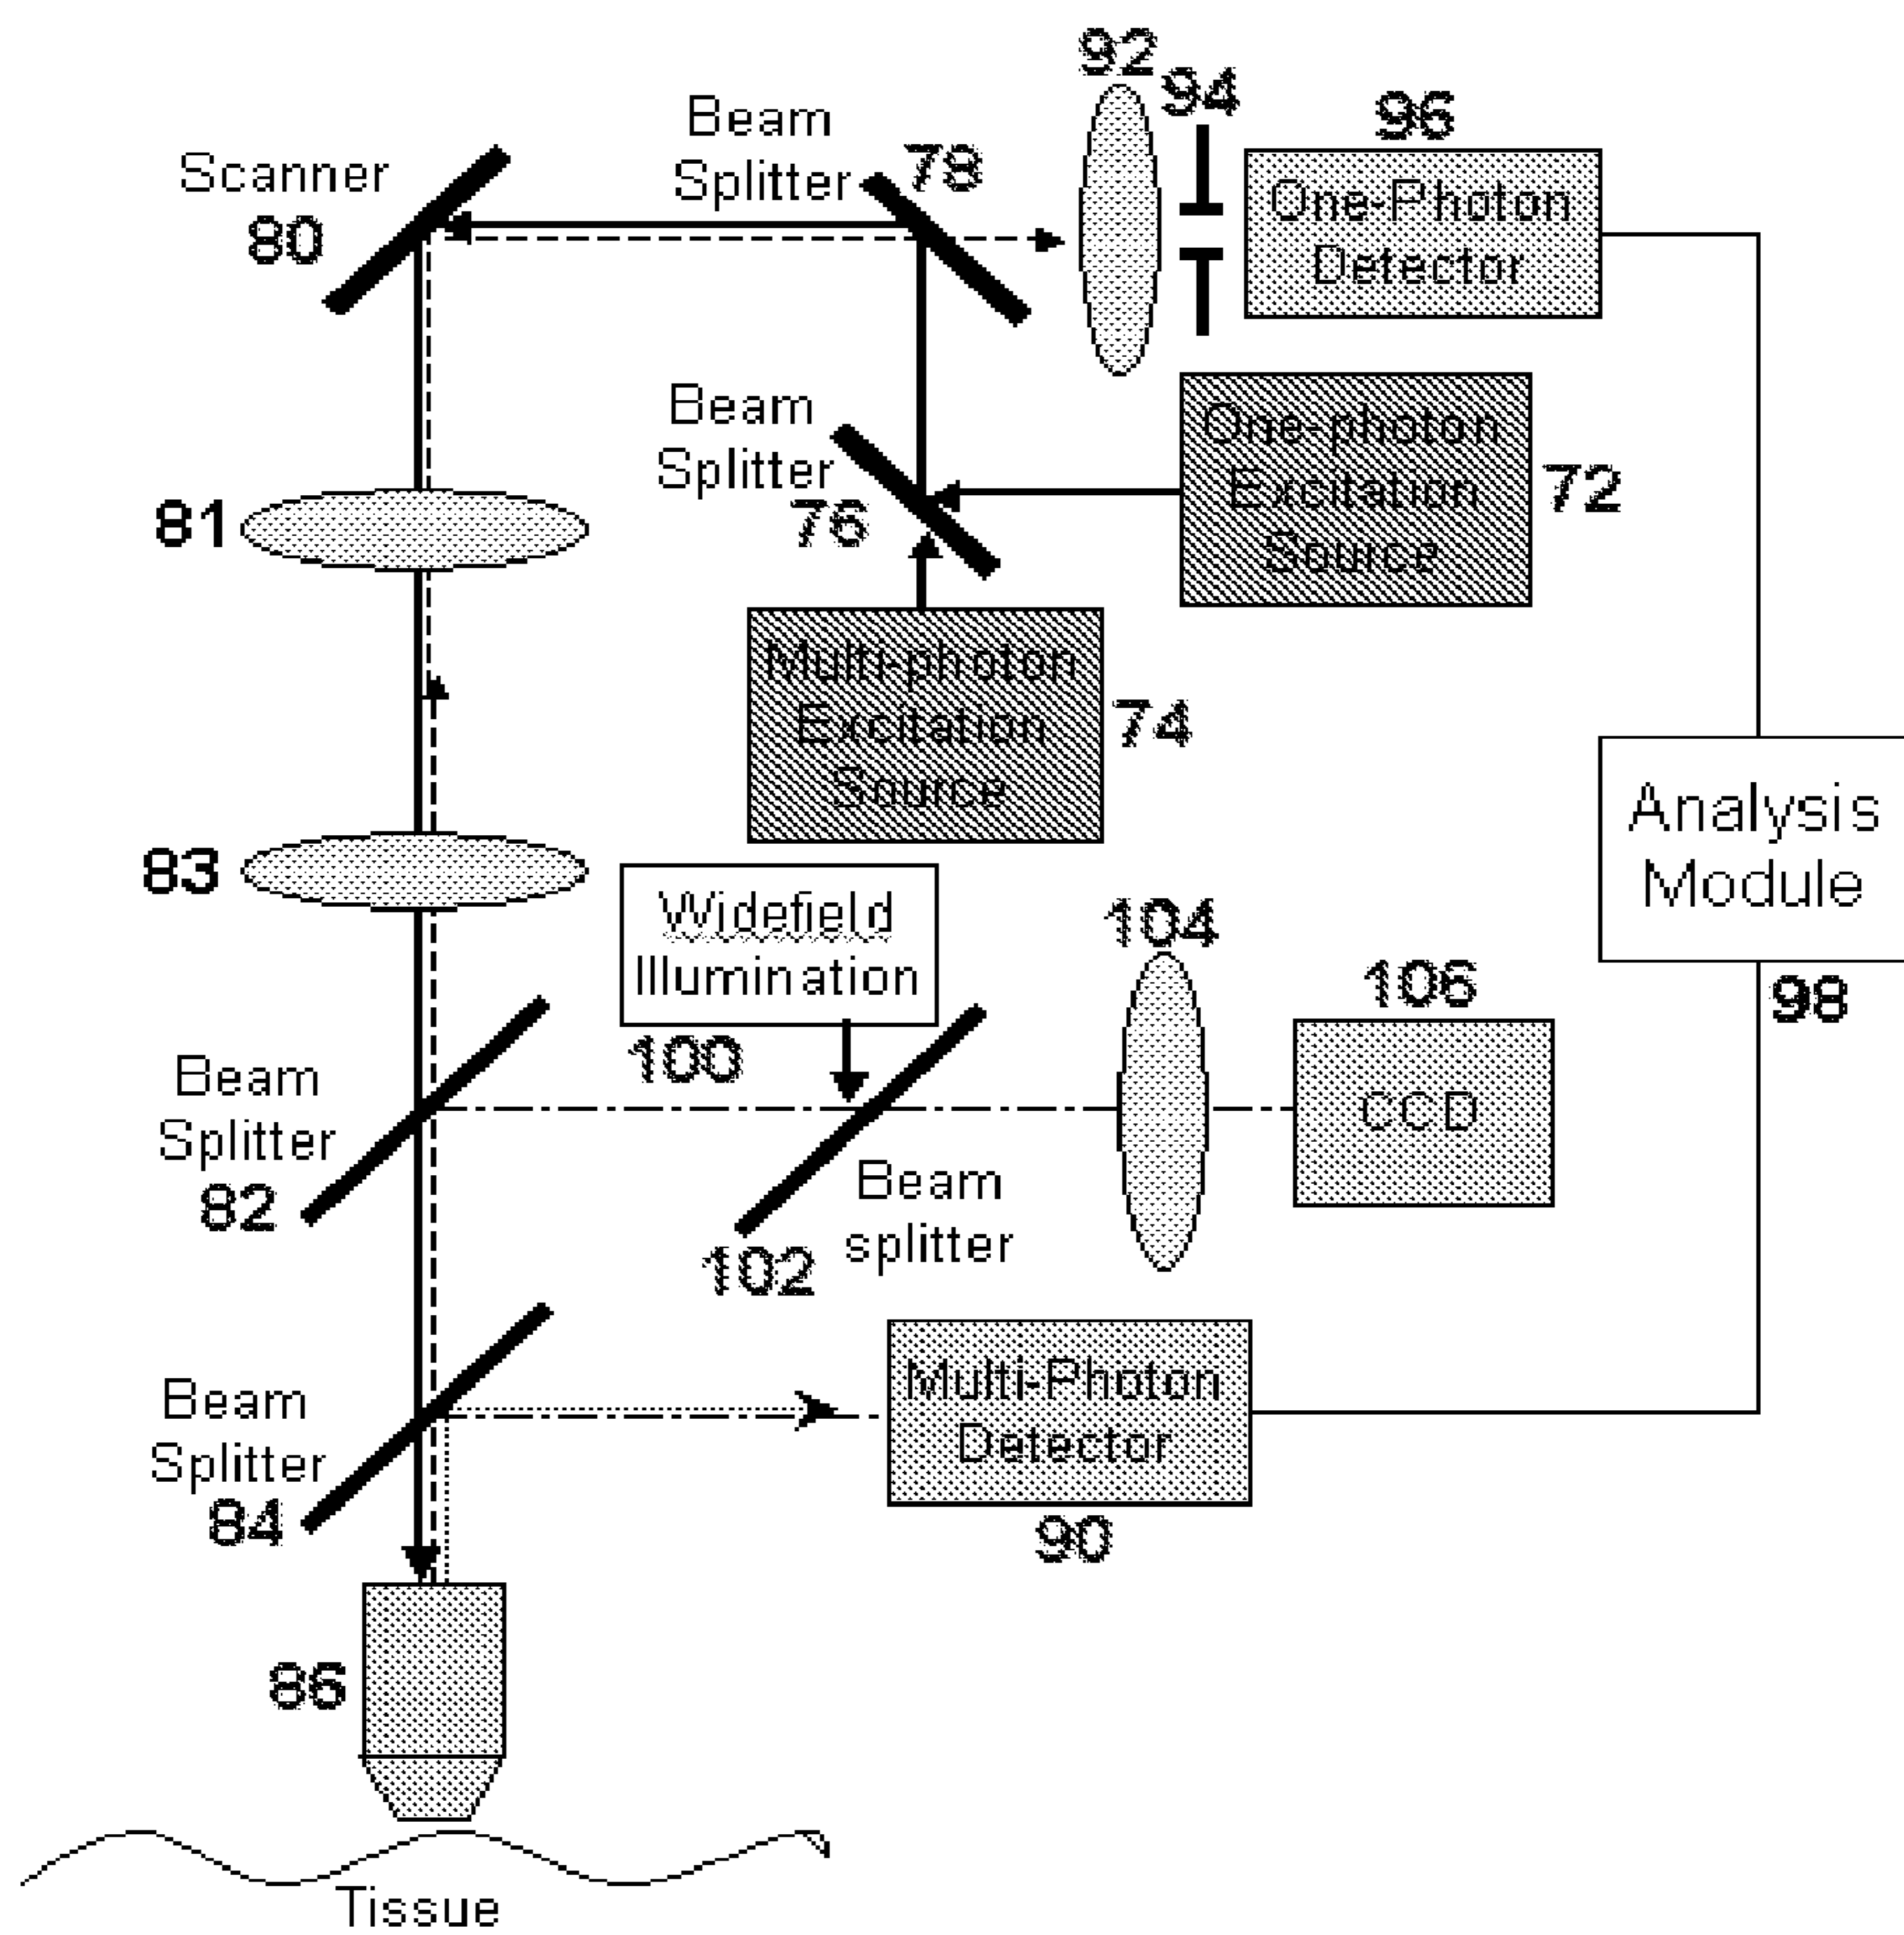 92
94
96
Beam
Splitter
78
Scanner
80
One-Photon
Detector
Beam
Splitter
76
One-photon
Excitation
Source
72
81
Multi-photon
Excitation
Source
74
Analysis
Module
98
83
Widefield
Illumination
100
104
106
CCD
Beam
Splitter
82
Beam
splitter
102
Beam
Splitter
84
Multi-Photon
Detector
90
86
Tissue